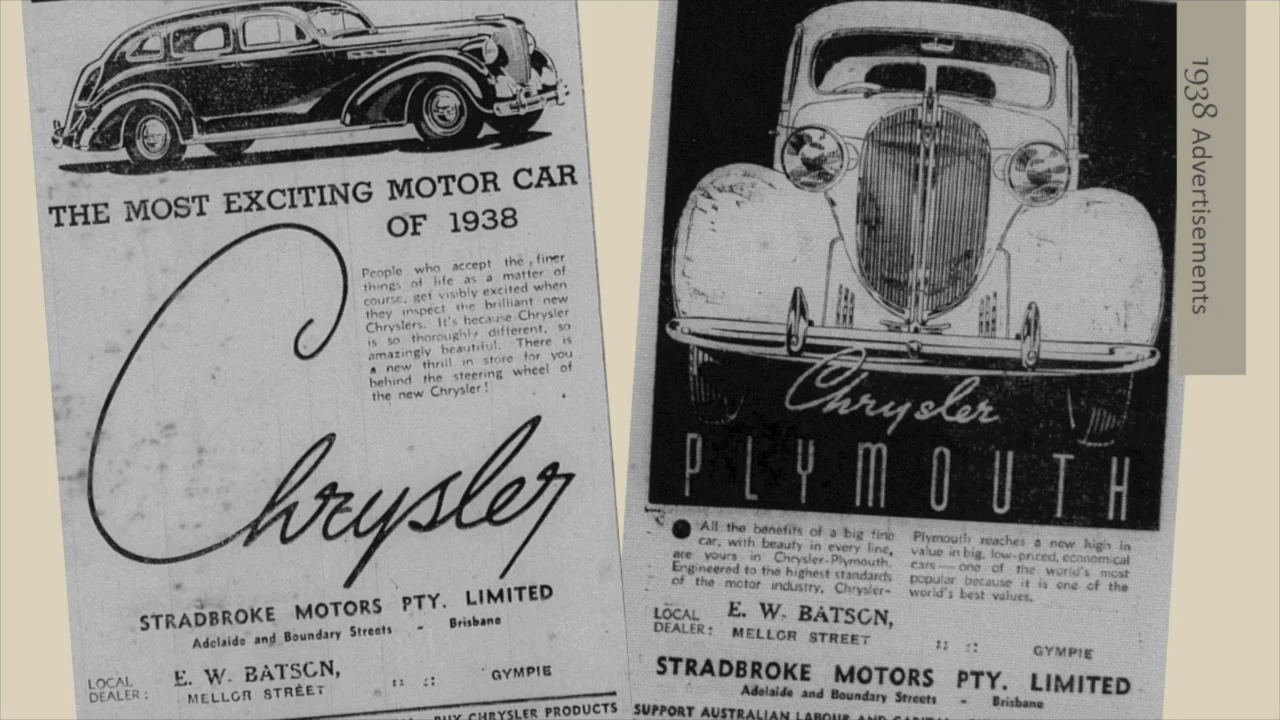 THE MOST EXCITING MOTOR CAR
OF 1938
People who accept the finer
things of life as a matter of
course, get visibly excited when
they inspect the brilliant new
Chryslers. It's because Chrysler
is so thoroughly different, so
amazingly beautiful. There is
a new thrill in store for you
behind the steering wheel of
the new Chrysler!
Chrysler
STRADBROKE MOTORS PTY. LIMITED
Adelaide and Boundary Streets - Brisbane
LOCAL
DEALER:
E. W. BATSON,
MELLOR STREET :: :: GYMPIE
BUY CHRYSLER PRODUCTS
Chrysler
PLYMOUTH
All the benefits of a big fine
car, with beauty in every line,
are yours in Chrysler-Plymouth.
Engineered to the highest standards
of the motor industry, Chrysler-
Plymouth reaches a new high in
value in big, low-priced, economical
cars—one of the world's most
popular because it is one of the
world's best values.
LOCAL
DEALER:
E. W. BATSON,
MELLOR STREET :: :: GYMPIE
STRADBROKE MOTORS PTY. LIMITED
Adelaide and Boundary Streets - Brisbane
SUPPORT AUSTRALIAN LABOUR AND
1938 Advertisements